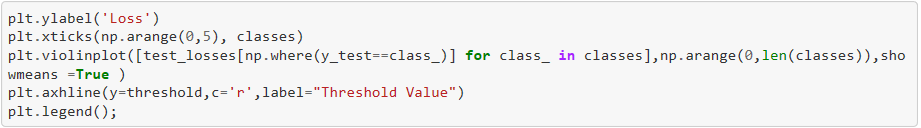 plt.ylabel('Loss')
plt.xticks(np.arange(0,5), classes)
plt.violinplot([test_losses[np.where(y_test==class_)] for class_ in classes],np.arange(0,len(classes)),sho
wmeans =True )
plt.axhline(y=threshold,c='r',label="Threshold Value")
plt.legend();